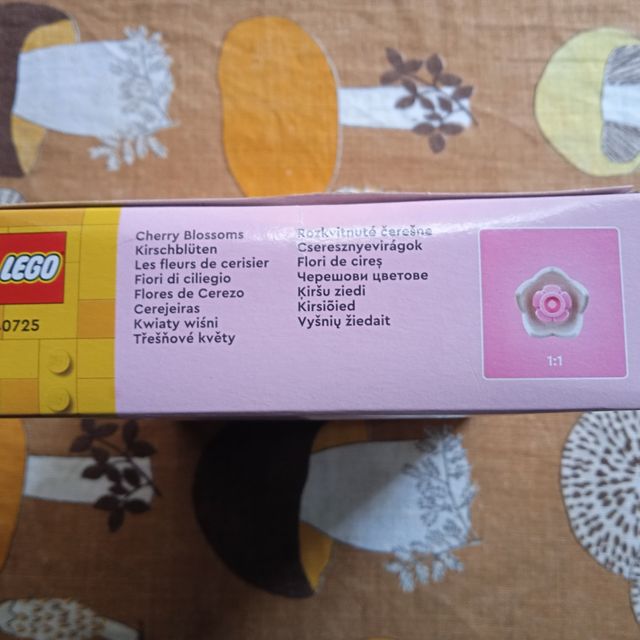 LEGO
0725
Cherry Blossoms
Kirschblüten
Les fleurs de cerisier
Fiori di ciliegio
Flores de Cerezo
Cerejeiras
Kwiaty wiśni
Třešňové květy
Rozkvitnuté čerešne
Cseresznyevirágok
Flori de cireș
Черешови цветове
Ķiršu ziedi
Kirsiõied
Vyšnių žiedait
1:1